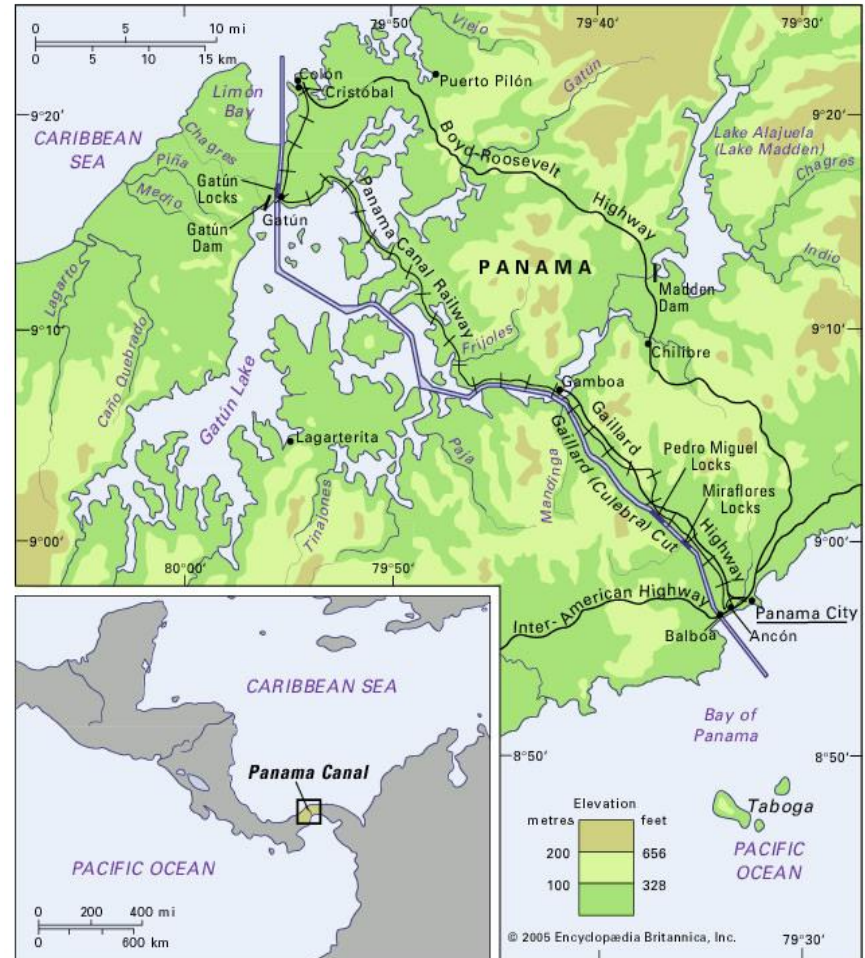 0 5 10 mi
0 5 10 15 km
79°50'
79°40'
79°30'
Viejo
Colón
Cristóbal
Puerto Pilón
Gatún
Limón
Bay
9°20'
9°20'
CARIBBEAN
SEA
Chagres
Piña
Medio
Gatún
Locks
Gatún
Dam
Gatún
Boyd-Roosevelt
Highway
Lake Alajuela
(Lake Madden)
Chagres
Indio
Panama Canal Railway
PANAMA
Madden
Dam
Lagarto
Caño Quebrado
9°10'
9°10'
Frijoles
Chilibre
Gatún Lake
Gamboa
Lagarterita
Gaillard
Highway
Gaillard (Culebra) Cut
Pedro Miguel
Locks
Miraflores
Locks
Paja
Mandinga
Tinajones
9°00'
9°00'
80°00'
79°50'
Inter-American Highway
Panama City
Balboa
Ancón
Bay of
Panama
8°50'
8°50'
Taboga
PACIFIC
OCEAN
Elevation
metres feet
200 656
100 328
© 2005 Encyclopædia Britannica, Inc.
79°30'
CARIBBEAN SEA
Panama Canal
PACIFIC OCEAN
0 200 400 mi
0 600 km